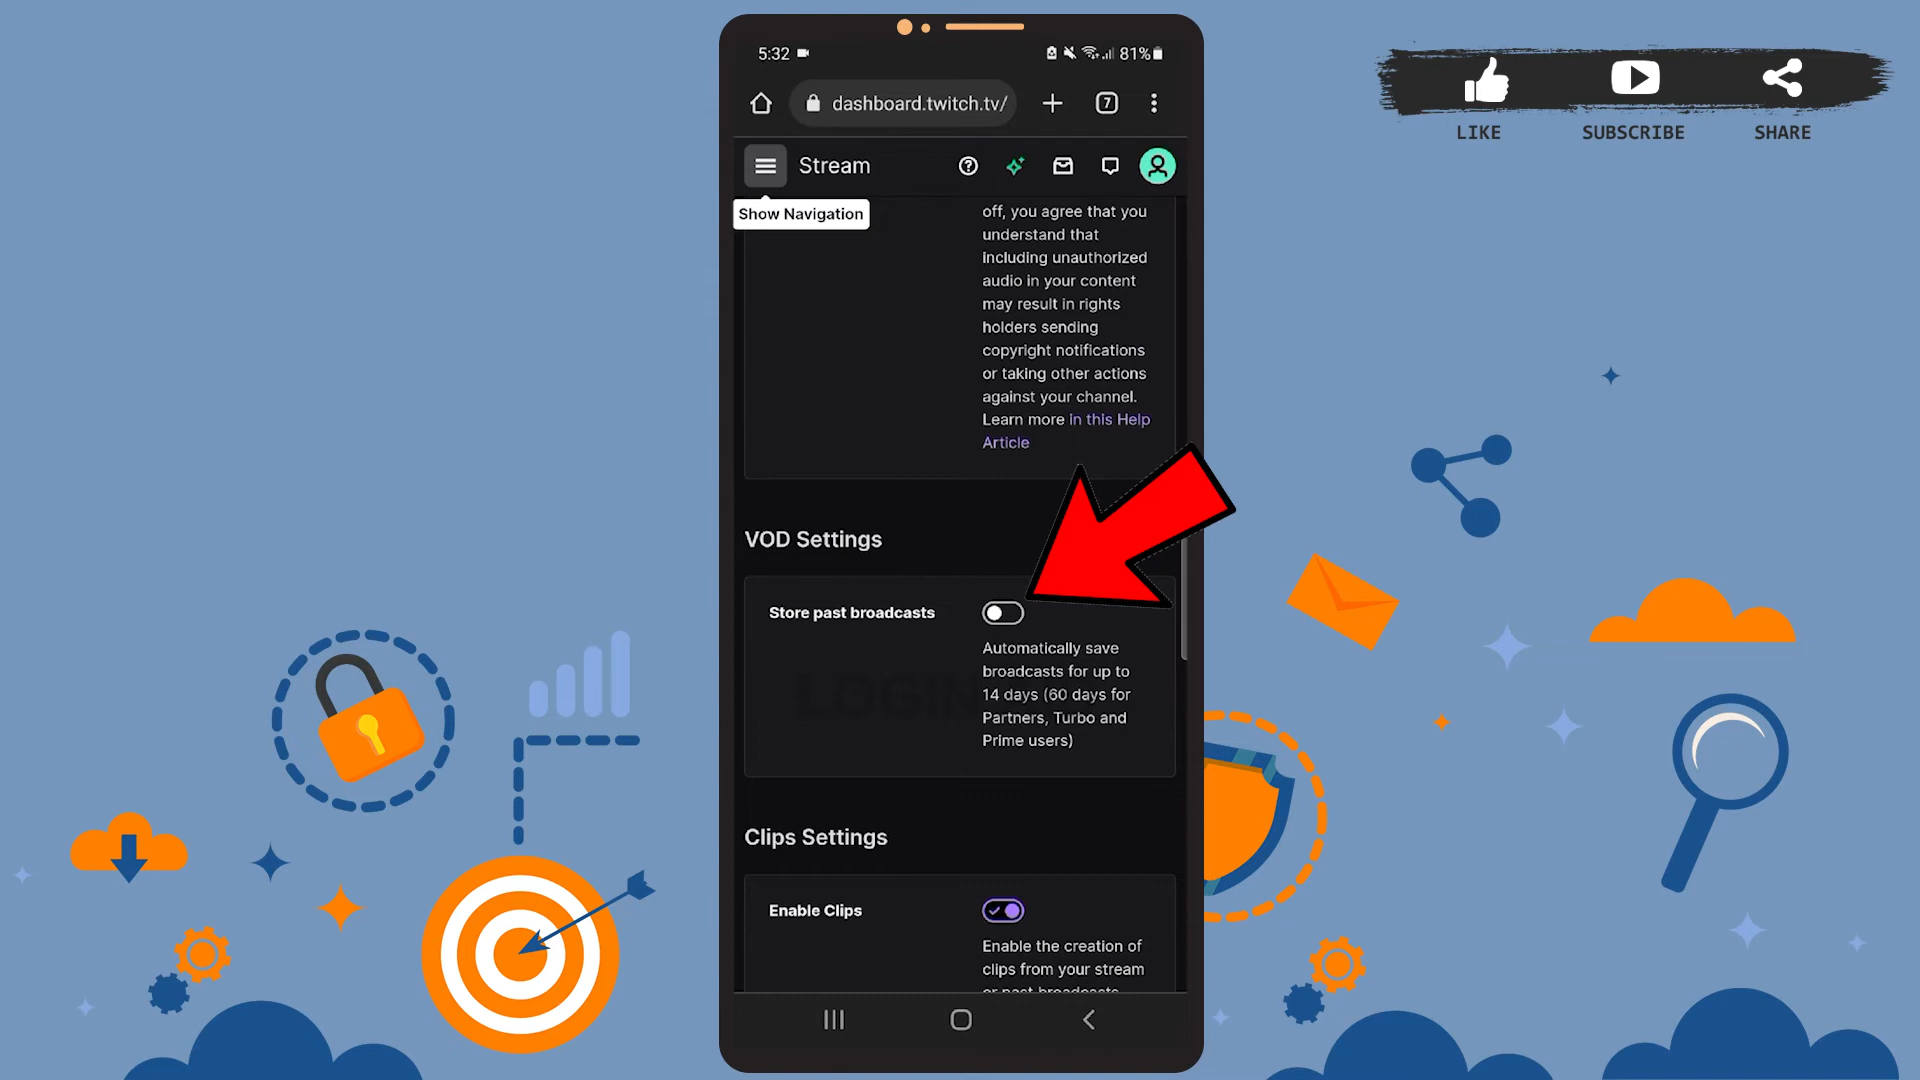 5:32
81%
dashboard.twitch.tv/
7
LIKE
SUBSCRIBE
SHARE
Stream
Show Navigation
off, you agree that you
understand that
including unauthorized
audio in your content
may result in rights
holders sending
copyright notifications
or taking other actions
against your channel.
Learn more in this Help
Article
VOD Settings
Store past broadcasts
Automatically save
broadcasts for up to
14 days (60 days for
Partners, Turbo and
Prime users)
LOGIN
Clips Settings
Enable Clips
Enable the creation of
clips from your stream
or past broadcasts